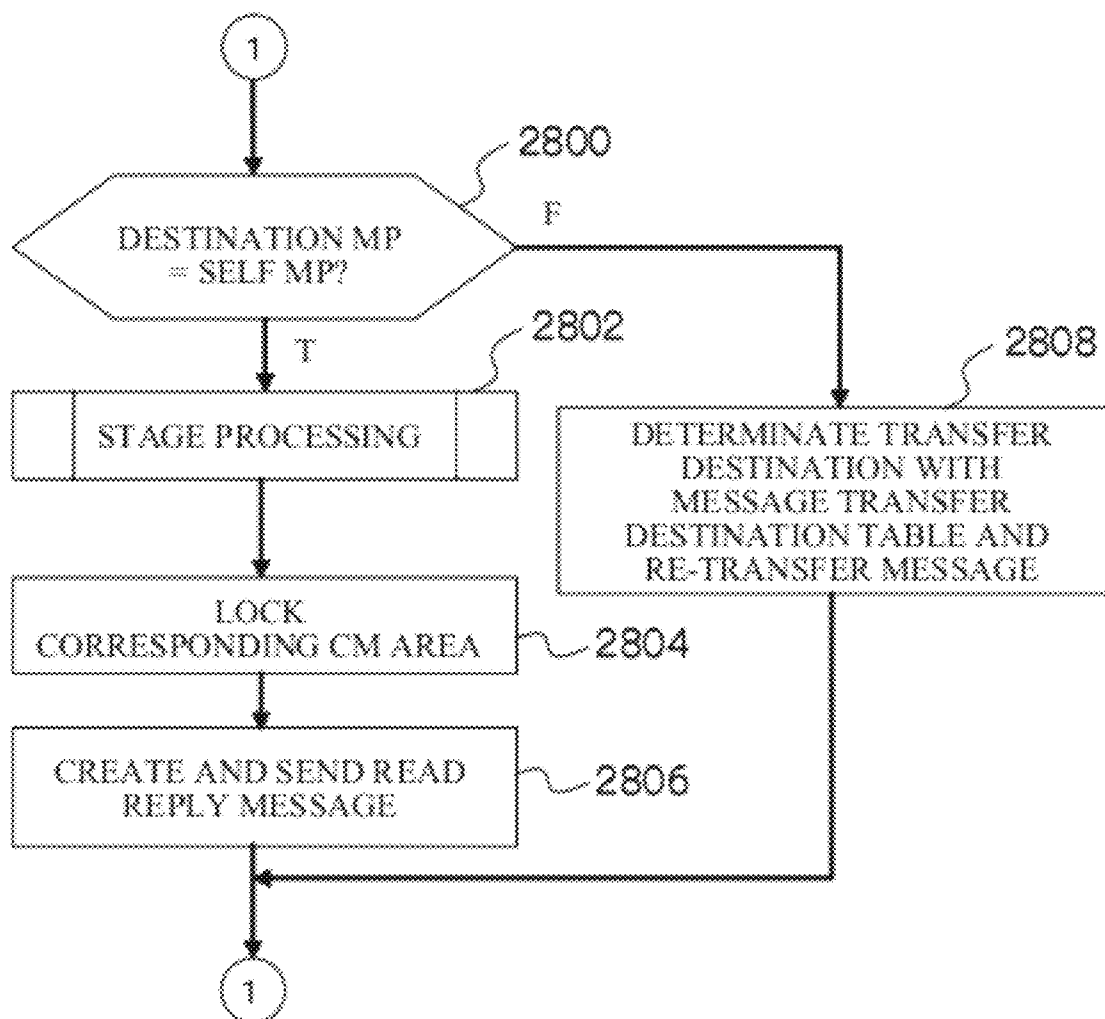 1
2800
DESTINATION MP
= SELF MP?
F
T
2802
STAGE PROCESSING
2808
DETERMINATE TRANSFER
DESTINATION WITH
MESSAGE TRANSFER
DESTINATION TABLE AND
RE-TRANSFER MESSAGE
LOCK
CORRESPONDING CM AREA
2804
CREATE AND SEND READ
REPLY MESSAGE
2806
1